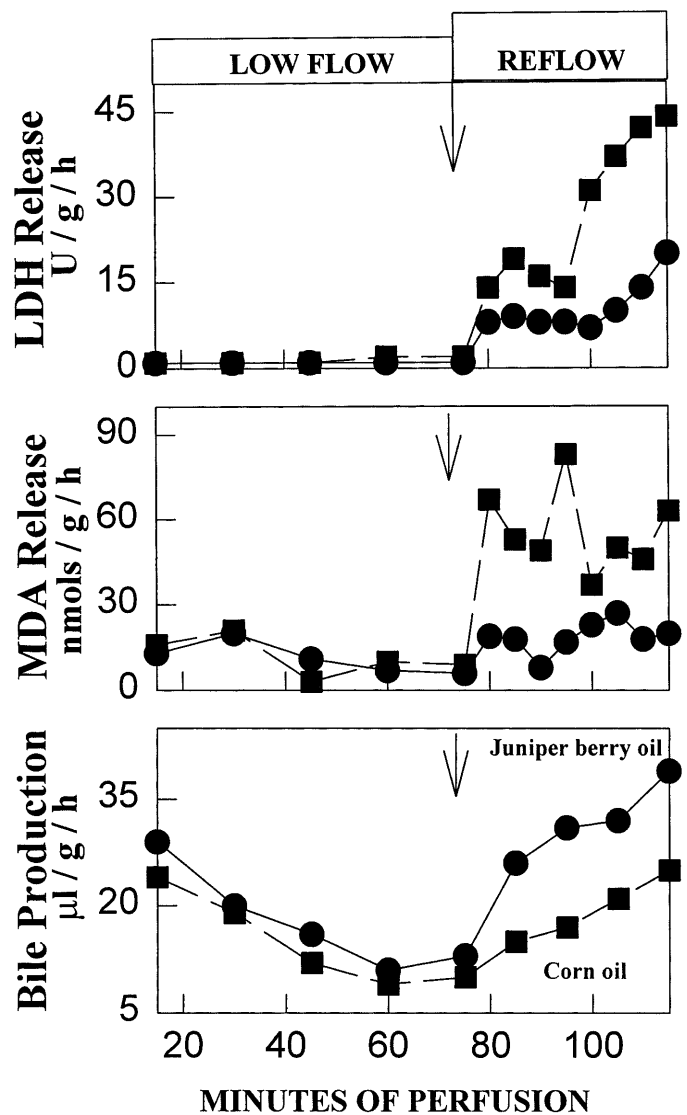 LOW FLOW
REFLOW
LDH Release
U / g / h
45
30
15
0
MDA Release
nmols / g / h
90
60
30
0
Bile Production
µl / g / h
35
20
5
Juniper berry oil
Corn oil
20 40 60 80 100
MINUTES OF PERFUSION